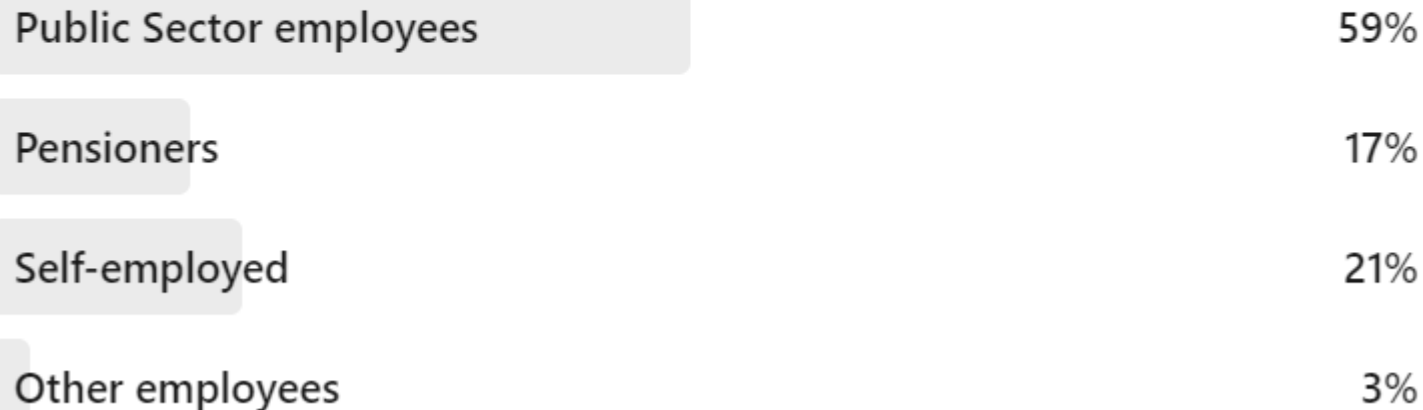 Public Sector employees 59%
Pensioners 17%
Self-employed 21%
Other employees 3%